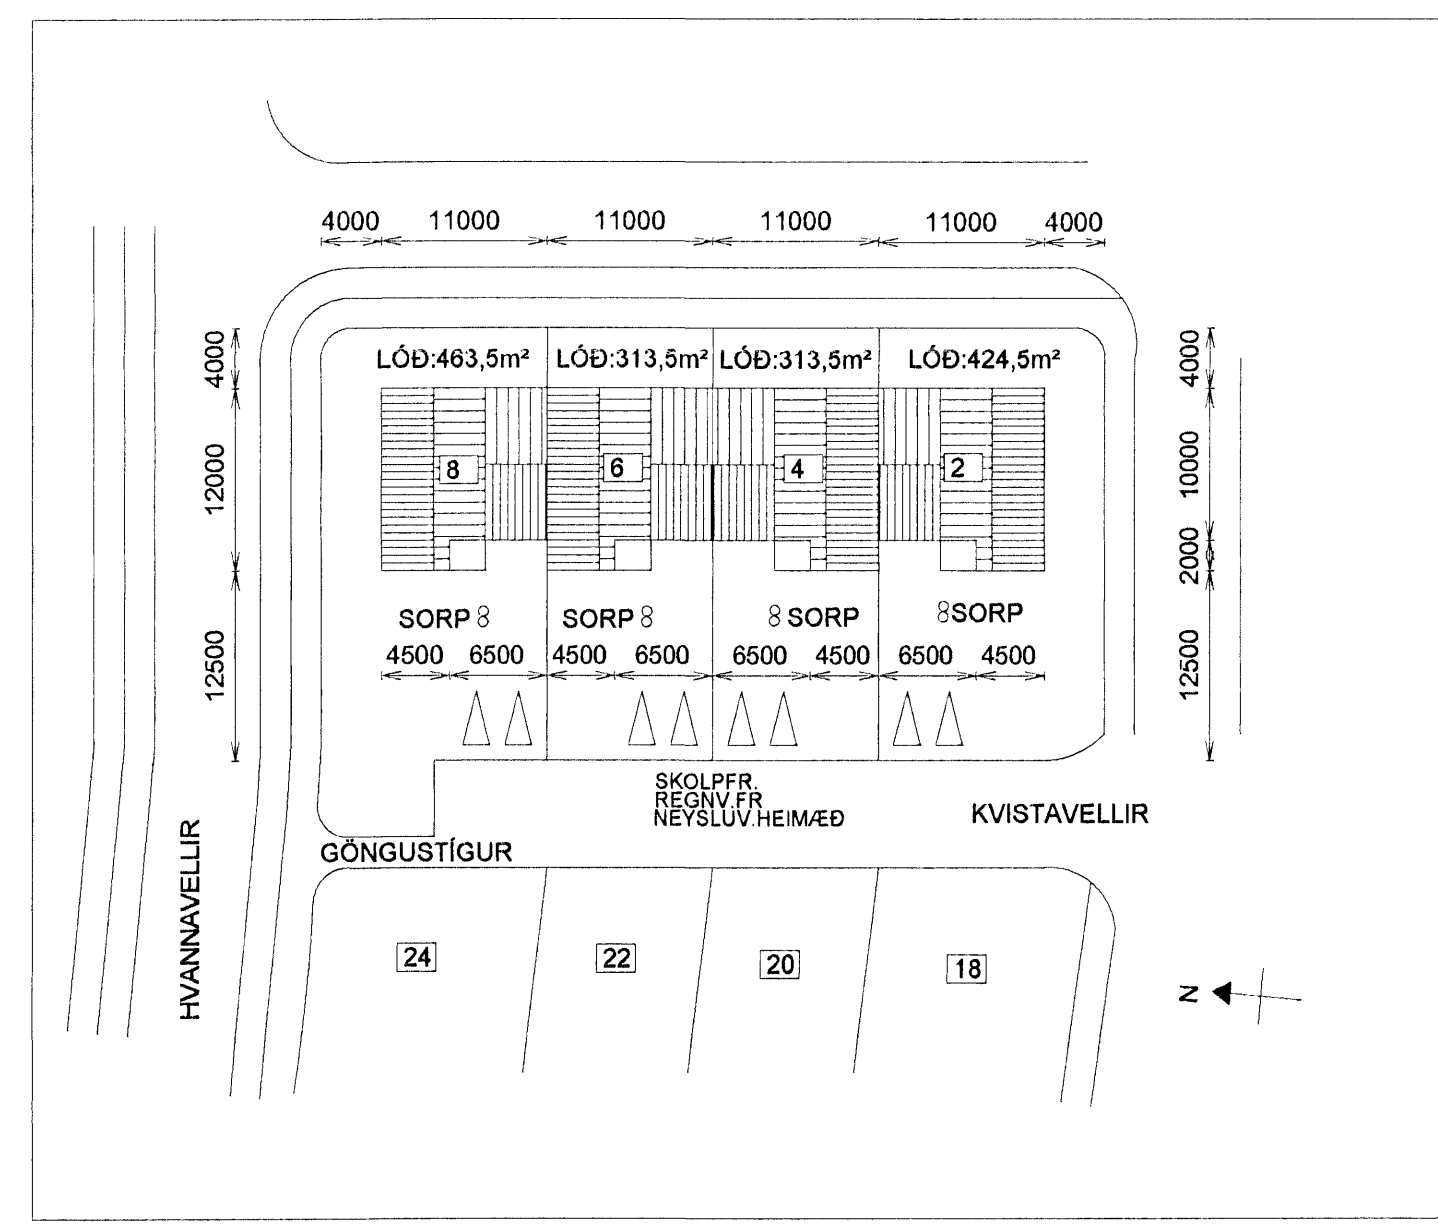 4000 11000 11000 11000 11000 4000
4000 12000 12500
LÓÐ:463,5m² LÓÐ:313,5m² LÓÐ:313,5m² LÓÐ:424,5m²
4000 10000 2000 12500
8 6 4 2
SORP SORP SORP SORP
4500 6500 4500 6500 6500 4500 6500 4500
SKOLPFR.
REGNV.FR
NEYSLUV.HEIMÆÐ
KVISTAVELLIR
GÖNGUSTÍGUR
HVANNAVELLIR
24 22 20 18
N